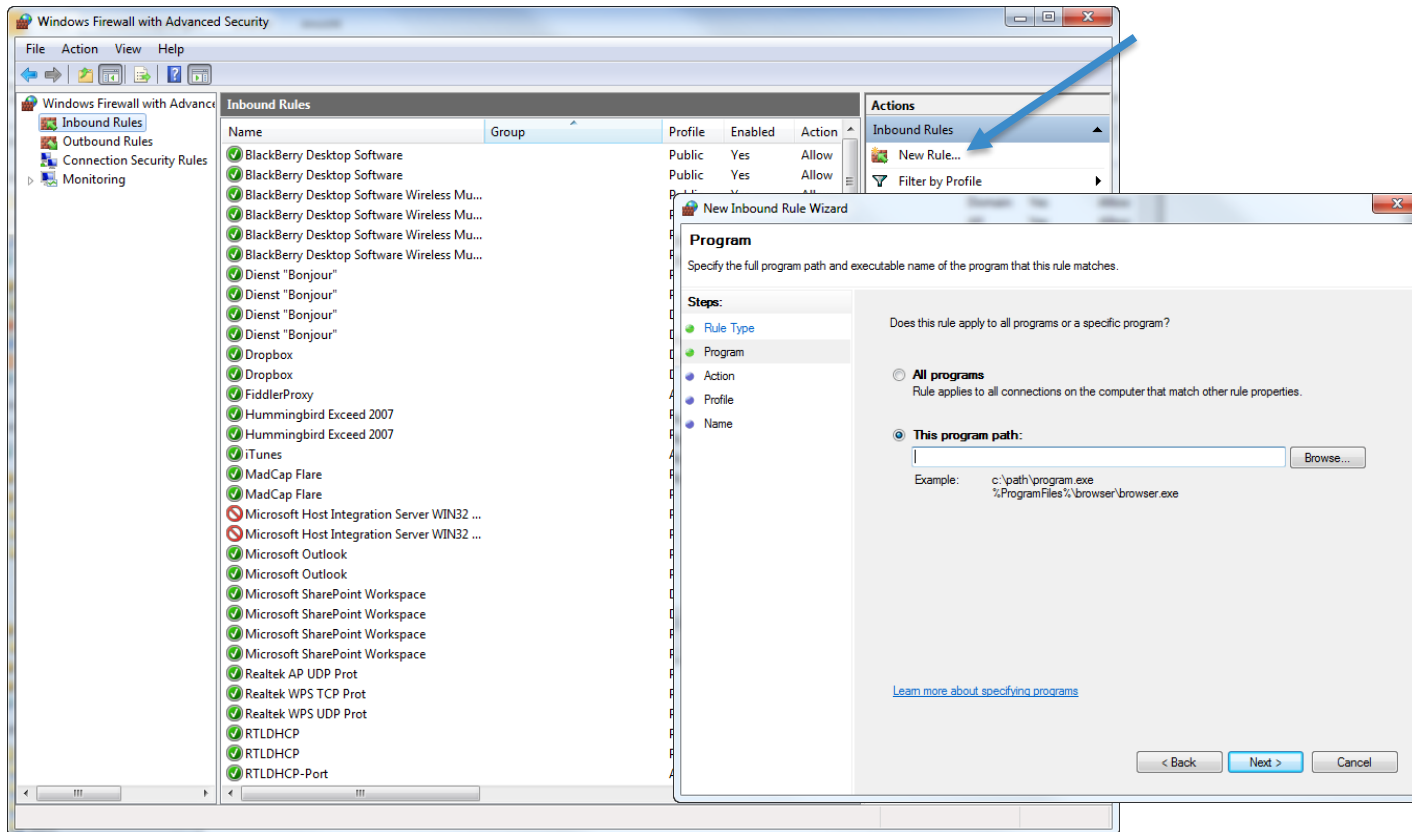 Windows Firewall with Advanced Security
File Action View Help
Windows Firewall with Advance
Inbound Rules
Outbound Rules
Connection Security Rules
Monitoring
Inbound Rules
Name Group Profile Enabled Action
BlackBerry Desktop Software Public Yes Allow
BlackBerry Desktop Software Public Yes Allow
BlackBerry Desktop Software Wireless Mu...
BlackBerry Desktop Software Wireless Mu...
BlackBerry Desktop Software Wireless Mu...
BlackBerry Desktop Software Wireless Mu...
Dienst "Bonjour"
Dienst "Bonjour"
Dienst "Bonjour"
Dienst "Bonjour"
Dropbox
Dropbox
FiddlerProxy
Hummingbird Exceed 2007
Hummingbird Exceed 2007
iTunes
MadCap Flare
MadCap Flare
Microsoft Host Integration Server WIN32 ...
Microsoft Host Integration Server WIN32 ...
Microsoft Outlook
Microsoft Outlook
Microsoft SharePoint Workspace
Microsoft SharePoint Workspace
Microsoft SharePoint Workspace
Microsoft SharePoint Workspace
Realtek AP UDP Prot
Realtek WPS TCP Prot
Realtek WPS UDP Prot
RTLDHCP
RTLDHCP
RTLDHCP-Port
Actions
Inbound Rules
New Rule...
Filter by Profile
New Inbound Rule Wizard
Program
Specify the full program path and executable name of the program that this rule matches.
Steps:
Rule Type
Program
Action
Profile
Name
Does this rule apply to all programs or a specific program?
All programs
Rule applies to all connections on the computer that match other rule properties.
This program path:
Browse...
Example: c:\path\program.exe
%ProgramFiles%\browser\browser.exe
Learn more about specifying programs
< Back Next > Cancel